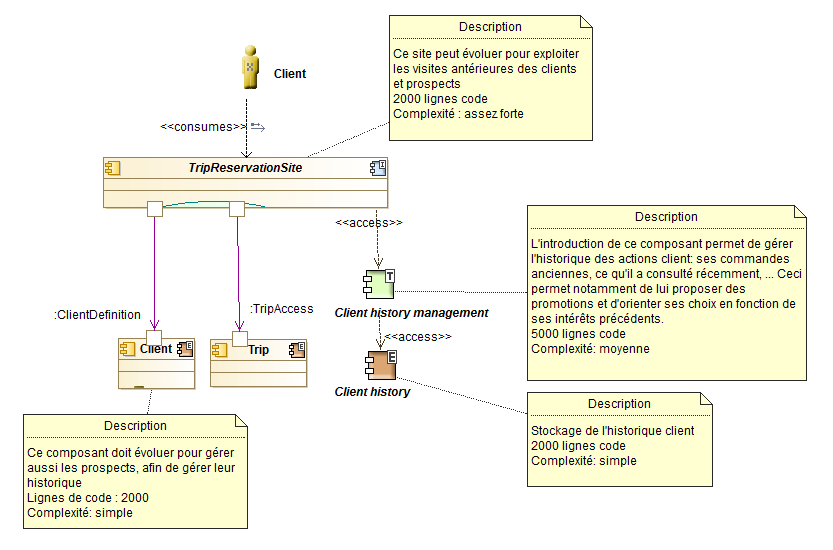 Description
Ce site peut évoluer pour exploiter
les visites antérieures des clients
et prospects
2000 lignes code
Complexité : assez forte
Client
<<consumes>>
TripReservationSite
I
<<access>>
Description
L'introduction de ce composant permet de gérer
l'historique des actions client: ses commandes
anciennes, ce qu'il a consulté récemment, ... Ceci
permet notamment de lui proposer des
promotions et d'orienter ses choix en fonction de
ses intérêts précédents.
5000 lignes code
Complexité: moyenne
T
Client history management
:ClientDefinition
:TripAccess
<<access>>
Client
E
Trip
E
E
Client history
Description
Stockage de l'historique client
2000 lignes code
Complexité: simple
Description
Ce composant doit évoluer pour gérer
aussi les prospects, afin de gérer leur
historique
Lignes de code : 2000
Complexité: simple